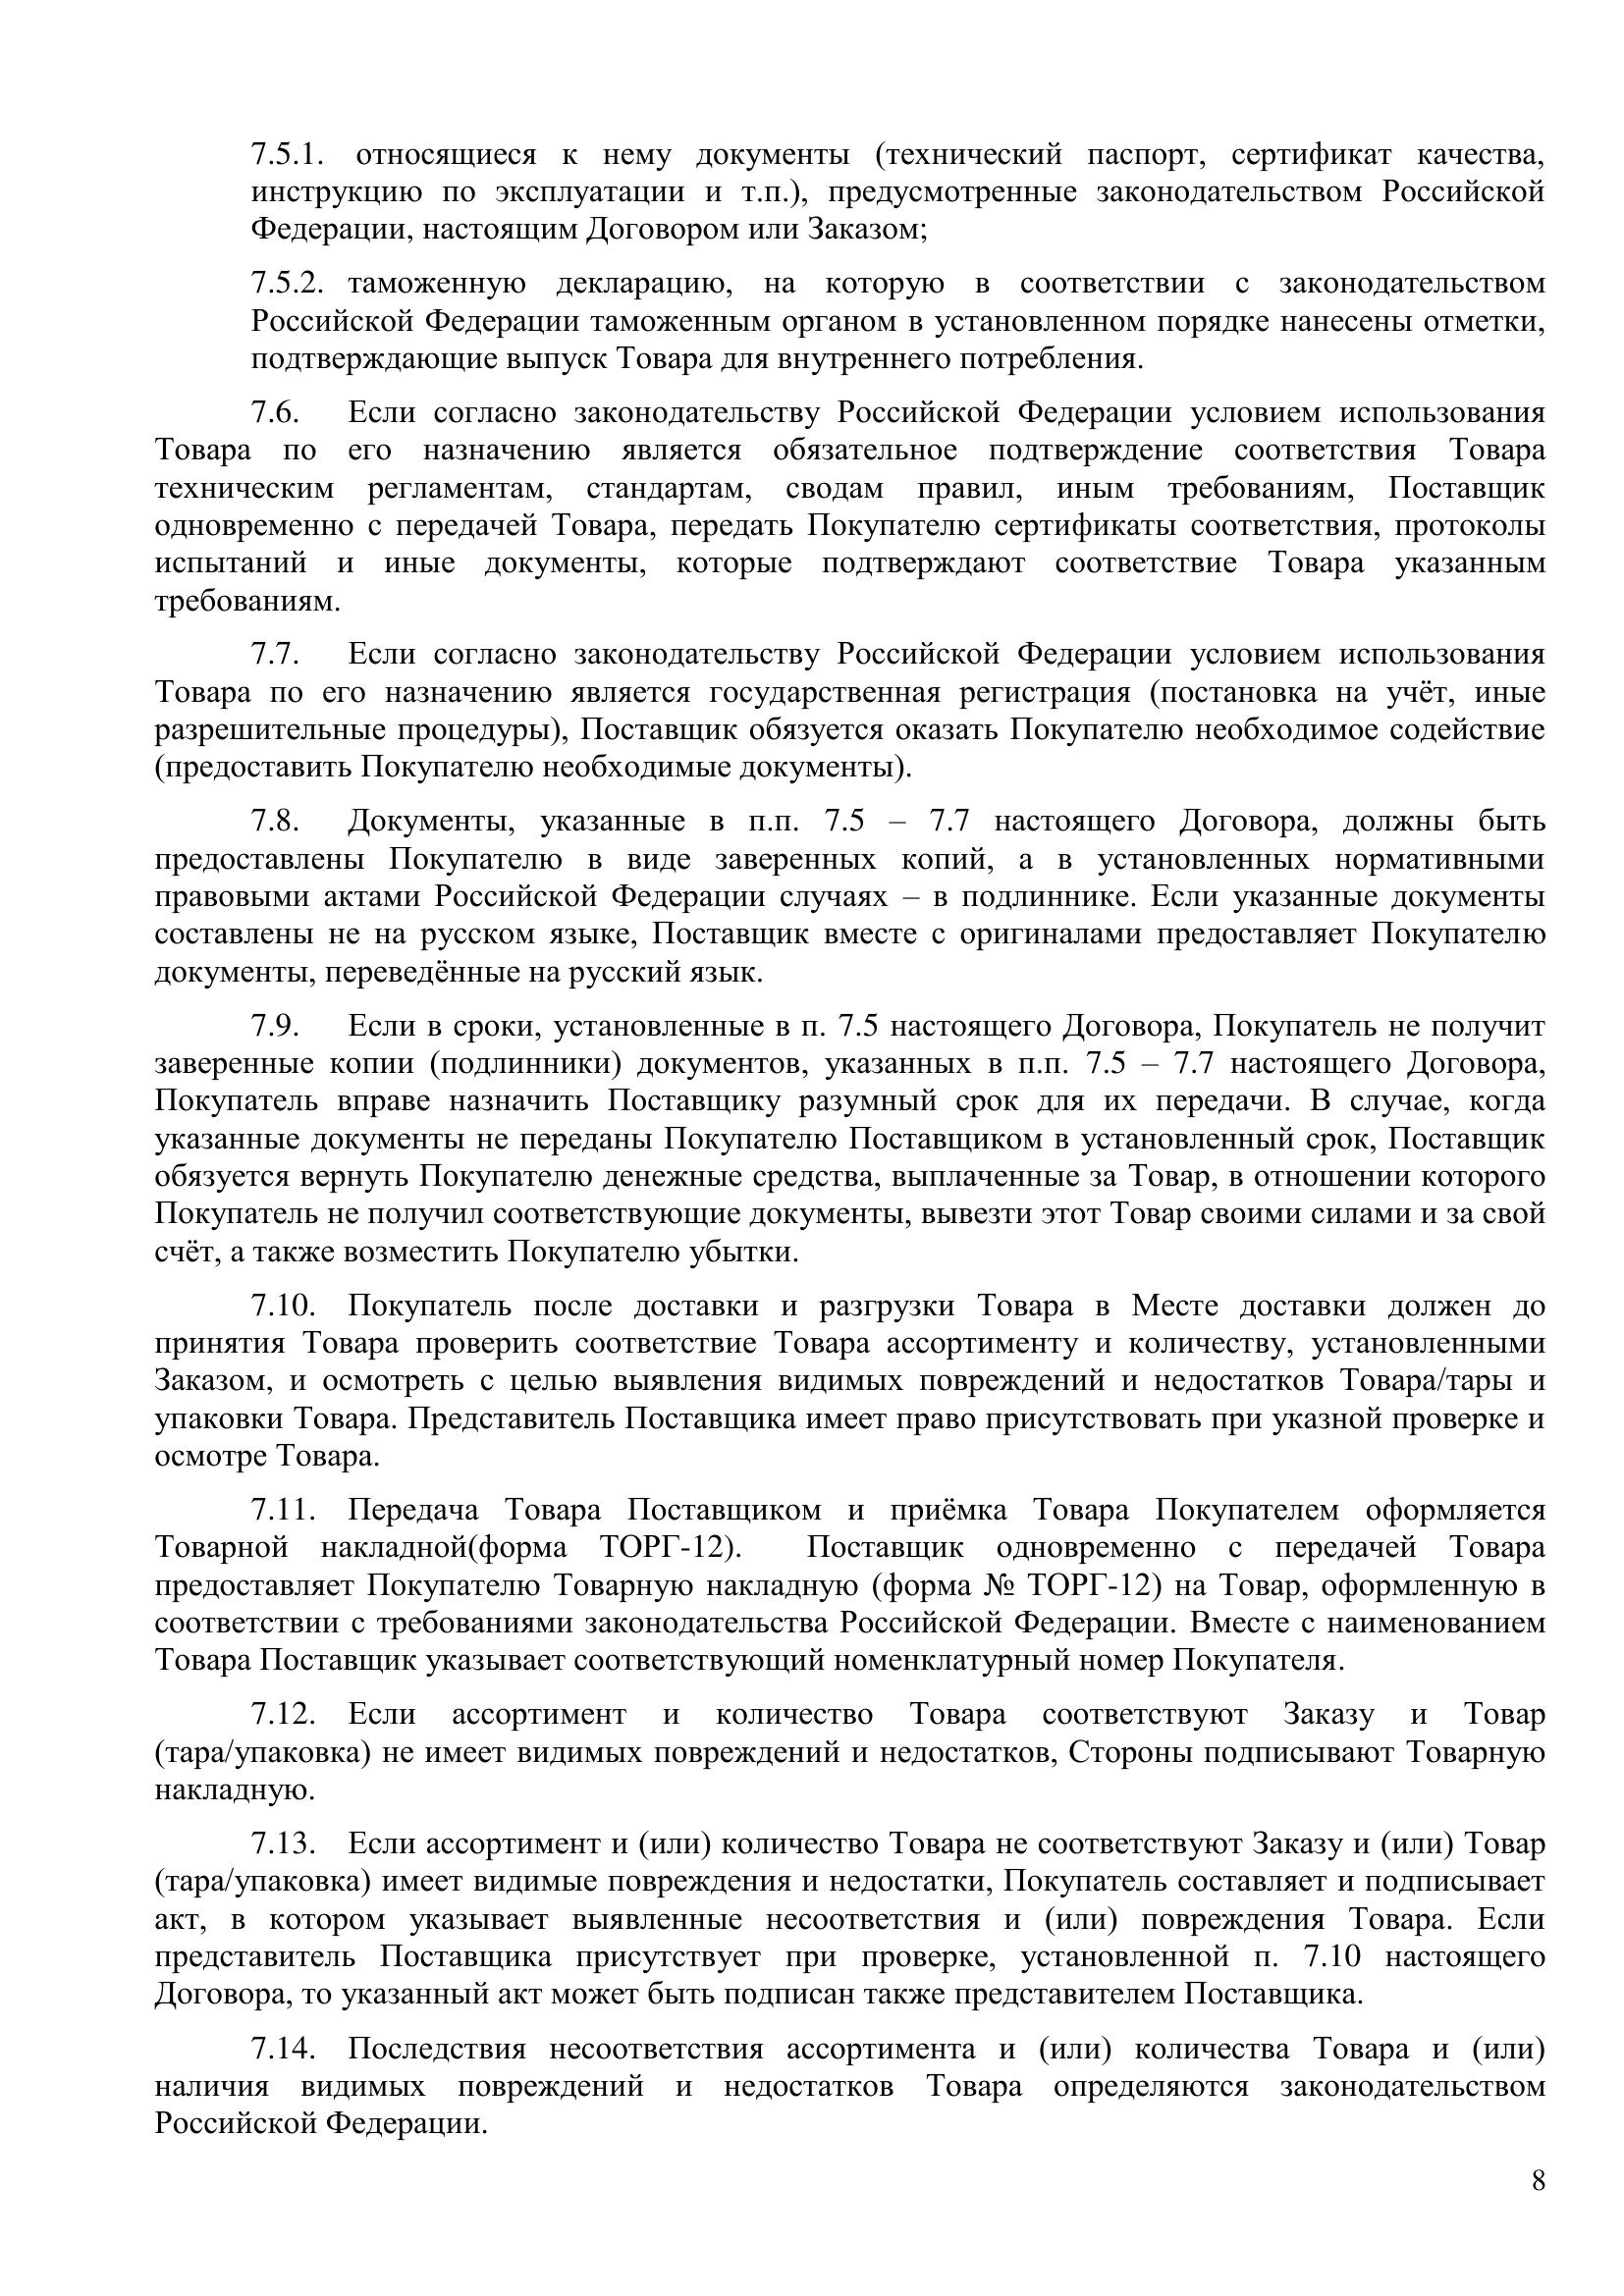 7.5.1. относящиеся к нему документы (технический паспорт, сертификат качества,
инструкцию по эксплуатации и т.п.), предусмотренные законодательством Российской
Федерации, настоящим Договором или Заказом;
7.5.2. таможенную декларацию, на которую в соответствии с законодательством
Российской Федерации таможенным органом в установленном порядке нанесены отметки,
подтверждающие выпуск Товара для внутреннего потребления.
7.6. Если согласно законодательству Российской Федерации условием использования
Товара по его назначению является обязательное подтверждение соответствия Товара
техническим регламентам, стандартам, сводам правил, иным требованиям, Поставщик
одновременно с передачей Товара, передать Покупателю сертификаты соответствия, протоколы
испытаний и иные документы, которые подтверждают соответствие Товара указанным
требованиям.
7.7. Если согласно законодательству Российской Федерации условием использования
Товара по его назначению является государственная регистрация (постановка на учёт, иные
разрешительные процедуры), Поставщик обязуется оказать Покупателю необходимое содействие
(предоставить Покупателю необходимые документы).
7.8. Документы, указанные в п.п. 7.5 – 7.7 настоящего Договора, должны быть
предоставлены Покупателю в виде заверенных копий, а в установленных нормативными
правовыми актами Российской Федерации случаях – в подлиннике. Если указанные документы
составлены не на русском языке, Поставщик вместе с оригиналами предоставляет Покупателю
документы, переведённые на русский язык.
7.9. Если в сроки, установленные в п. 7.5 настоящего Договора, Покупатель не получит
заверенные копии (подлинники) документов, указанных в п.п. 7.5 – 7.7 настоящего Договора,
Покупатель вправе назначить Поставщику разумный срок для их передачи. В случае, когда
указанные документы не переданы Покупателю Поставщиком в установленный срок, Поставщик
обязуется вернуть Покупателю денежные средства, выплаченные за Товар, в отношении которого
Покупатель не получил соответствующие документы, вывезти этот Товар своими силами и за свой
счёт, а также возместить Покупателю убытки.
7.10. Покупатель после доставки и разгрузки Товара в Месте доставки должен до
принятия Товара проверить соответствие Товара ассортименту и количеству, установленными
Заказом, и осмотреть с целью выявления видимых повреждений и недостатков Товара/тары и
упаковки Товара. Представитель Поставщика имеет право присутствовать при указной проверке и
осмотре Товара.
7.11. Передача Товара Поставщиком и приёмка Товара Покупателем оформляется
Товарной накладной(форма ТОРГ-12). Поставщик одновременно с передачей Товара
предоставляет Покупателю Товарную накладную (форма № ТОРГ-12) на Товар, оформленную в
соответствии с требованиями законодательства Российской Федерации. Вместе с наименованием
Товара Поставщик указывает соответствующий номенклатурный номер Покупателя.
7.12. Если ассортимент и количество Товара соответствуют Заказу и Товар
(тара/упаковка) не имеет видимых повреждений и недостатков, Стороны подписывают Товарную
накладную.
7.13. Если ассортимент и (или) количество Товара не соответствуют Заказу и (или) Товар
(тара/упаковка) имеет видимые повреждения и недостатки, Покупатель составляет и подписывает
акт, в котором указывает выявленные несоответствия и (или) повреждения Товара. Если
представитель Поставщика присутствует при проверке, установленной п. 7.10 настоящего
Договора, то указанный акт может быть подписан также представителем Поставщика.
7.14. Последствия несоответствия ассортимента и (или) количества Товара и (или)
наличия видимых повреждений и недостатков Товара определяются законодательством
Российской Федерации.
8